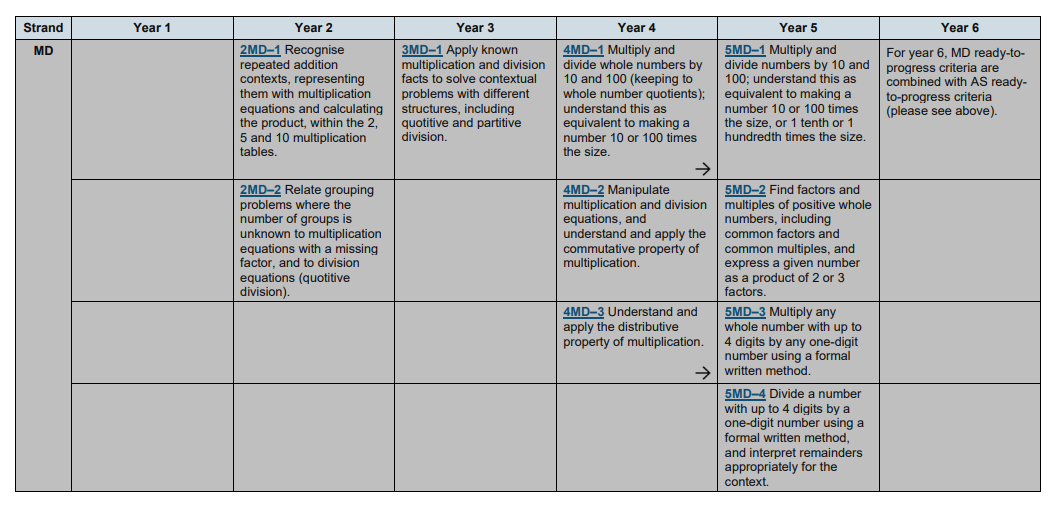 Strand Year 1 Year 2 Year 3 Year 4 Year 5 Year 6
MD
2MD–1 Recognise
repeated addition
contexts, representing
them with multiplication
equations and calculating
the product, within the 2,
5 and 10 multiplication
tables.
3MD–1 Apply known
multiplication and division
facts to solve contextual
problems with different
structures, including
quotitive and partitive
division.
4MD–1 Multiply and
divide whole numbers by
10 and 100 (keeping to
whole number quotients);
understand this as
equivalent to making a
number 10 or 100 times
the size.
→
5MD–1 Multiply and
divide numbers by 10 and
100; understand this as
equivalent to making a
number 10 or 100 times
the size, or 1 tenth or 1
hundredth times the size.
For year 6, MD ready-to-
progress criteria are
combined with AS ready-
to-progress criteria
(please see above).
2MD–2 Relate grouping
problems where the
number of groups is
unknown to multiplication
equations with a missing
factor, and to division
equations (quotitive
division).
4MD–2 Manipulate
multiplication and division
equations, and
understand and apply the
commutative property of
multiplication.
5MD–2 Find factors and
multiples of positive whole
numbers, including
common factors and
common multiples, and
express a given number
as a product of 2 or 3
factors.
4MD–3 Understand and
apply the distributive
property of multiplication.
→
5MD–3 Multiply any
whole number with up to
4 digits by any one-digit
number using a formal
written method.
5MD–4 Divide a number
with up to 4 digits by a
one-digit number using a
formal written method,
and interpret remainders
appropriately for the
context.